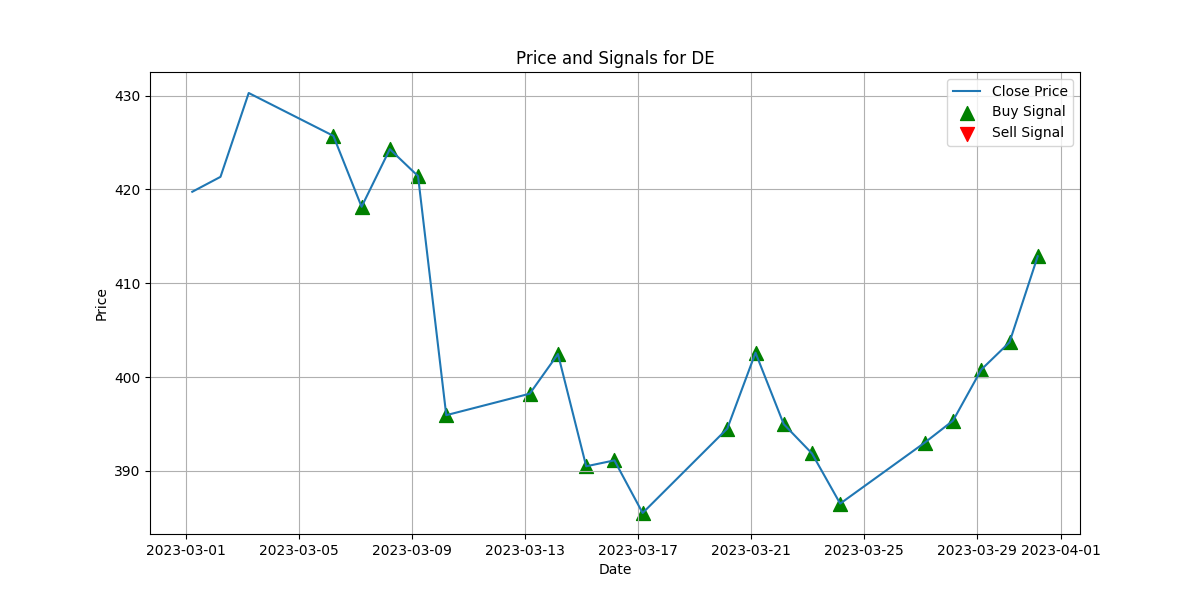 Price and Signals for DE
430
420
410
400
390
Price
Close Price
Buy Signal
Sell Signal
2023-03-01 2023-03-05 2023-03-09 2023-03-13 2023-03-17 2023-03-21 2023-03-25 2023-03-29 2023-04-01
Date